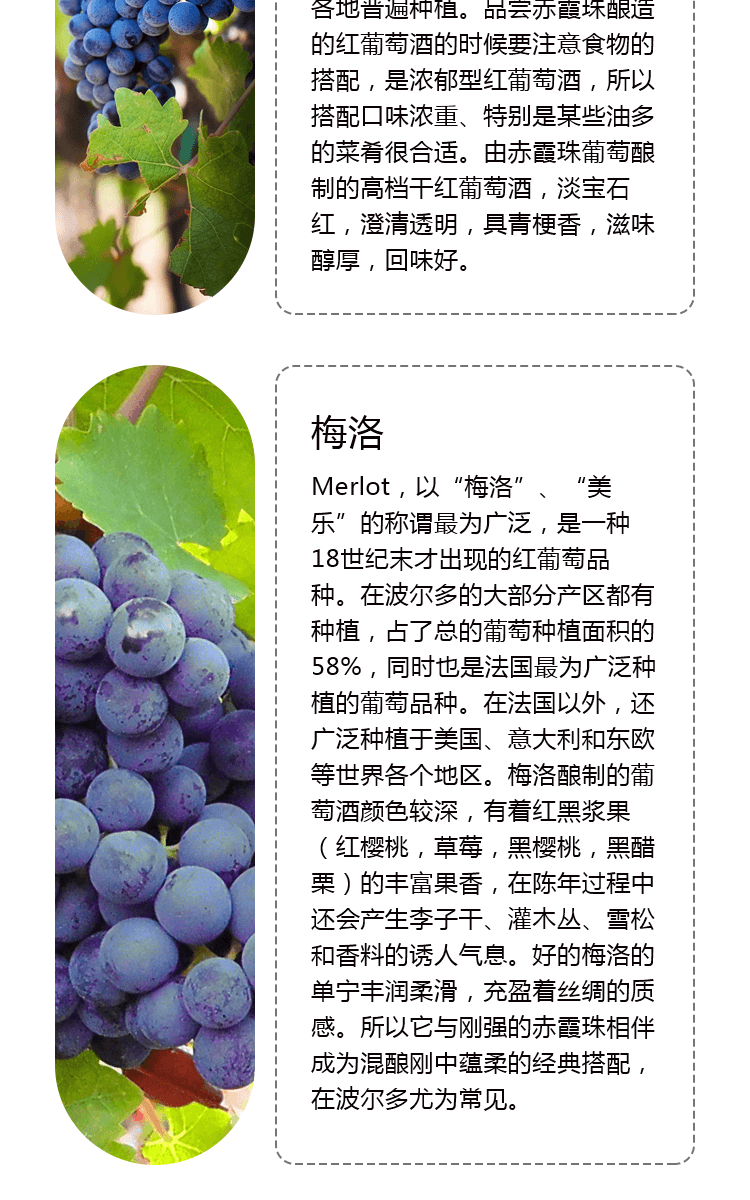 各地普遍种植。品尝赤霞珠酿造
的红葡萄酒的时候要注意食物的
搭配，是浓郁型红葡萄酒，所以
搭配口味浓重、特别是某些油多
的菜肴很合适。由赤霞珠葡萄酿
制的高档干红葡萄酒，淡宝石
红，澄清透明，具青梗香，滋味
醇厚，回味好。
梅洛
Merlot，以“梅洛”、“美
乐”的称谓最为广泛，是一种
18世纪末才出现的红葡萄品
种。在波尔多的大部分产区都有
种植，占了总的葡萄种植面积的
58%，同时也是法国最为广泛种
植的葡萄品种。在法国以外，还
广泛种植于美国、意大利和东欧
等世界各个地区。梅洛酿制的葡
萄酒颜色较深，有着红黑浆果
（红樱桃，草莓，黑樱桃，黑醋
栗）的丰富果香，在陈年过程中
还会产生李子干、灌木丛、雪松
和香料的诱人气息。好的梅洛的
单宁丰润柔滑，充盈着丝绸的质
感。所以它与刚强的赤霞珠相伴
成为混酿刚中蕴柔的经典搭配，
在波尔多尤为常见。